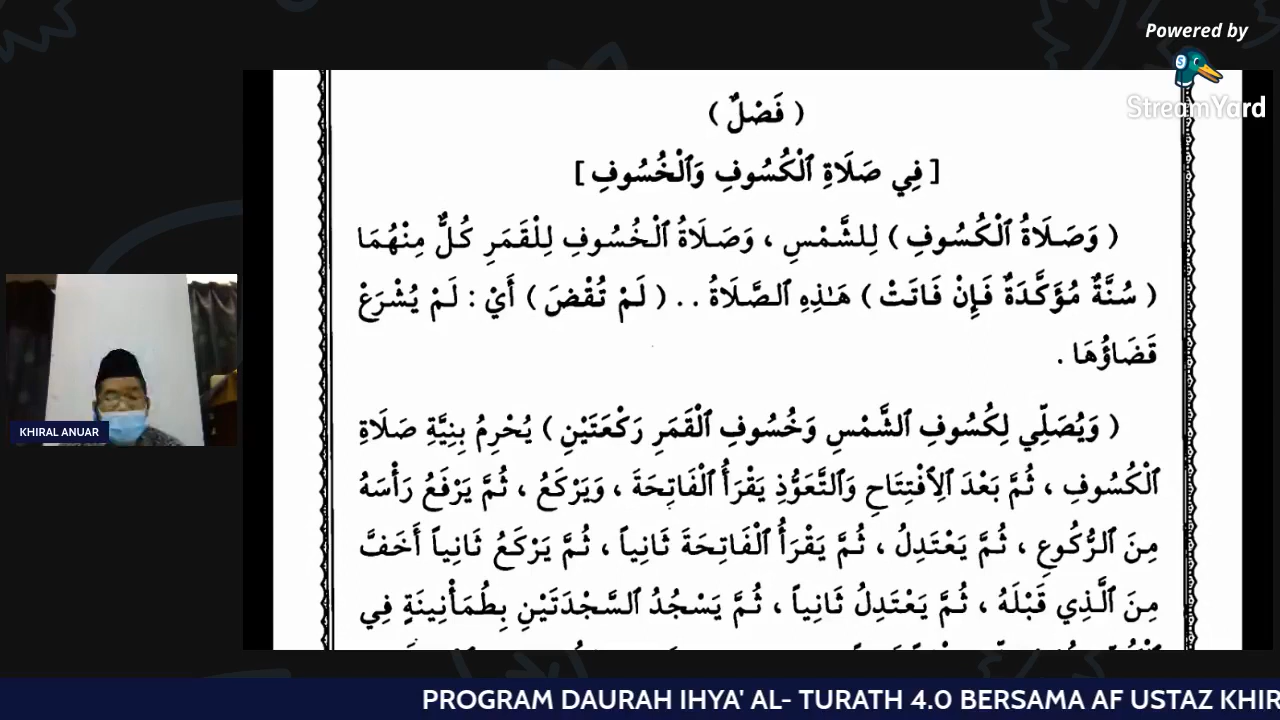 Powered by
StreamYard
( فَصْلٌ )
[ فِي صَلَاةِ ٱلْكُسُوفِ وَٱلْخُسُوفِ ]
( وَصَلَاةُ ٱلْكُسُوفِ ) لِلشَّمْسِ ، وَصَلَاةُ ٱلْخُسُوفِ لِلْقَمَرِ كُلٌّ مِنْهُمَا
( سُنَّةٌ مُؤَكَّدَةٌ فَإِنْ فَاتَتْ ) هَـٰذِهِ ٱلصَّلَاةُ . . ( لَمْ تُقْضَ ) أَيْ : لَمْ يُشْرَعْ
قَضَاؤُهَا .
( وَيُصَلِّي لِكُسُوفِ ٱلشَّمْسِ وَخُسُوفِ ٱلْقَمَرِ رَكْعَتَيْنِ ) يُحْرِمُ بِنِيَّةِ صَلَاةِ
ٱلْكُسُوفِ ، ثُمَّ بَعْدَ ٱلِافْتِتَاحِ وَٱلتَّعَوُّذِ يَقْرَأُ ٱلْفَاتِحَةَ ، وَيَرْكَعُ ، ثُمَّ يَرْفَعُ رَأْسَهُ
مِنَ ٱلرُّكُوعِ ، ثُمَّ يَعْتَدِلُ ، ثُمَّ يَقْرَأُ ٱلْفَاتِحَةَ ثَانِياً ، ثُمَّ يَرْكَعُ ثَانِياً أَخَفَّ
مِنَ ٱلَّذِي قَبْلَهُ ، ثُمَّ يَعْتَدِلُ ثَانِياً ، ثُمَّ يَسْجُدُ ٱلسَّجْدَتَيْنِ بِطُمَأْنِينَةٍ فِي
KHIRAL ANUAR
PROGRAM DAURAH IHYA' AL- TURATH 4.0 BERSAMA AF USTAZ KHIR